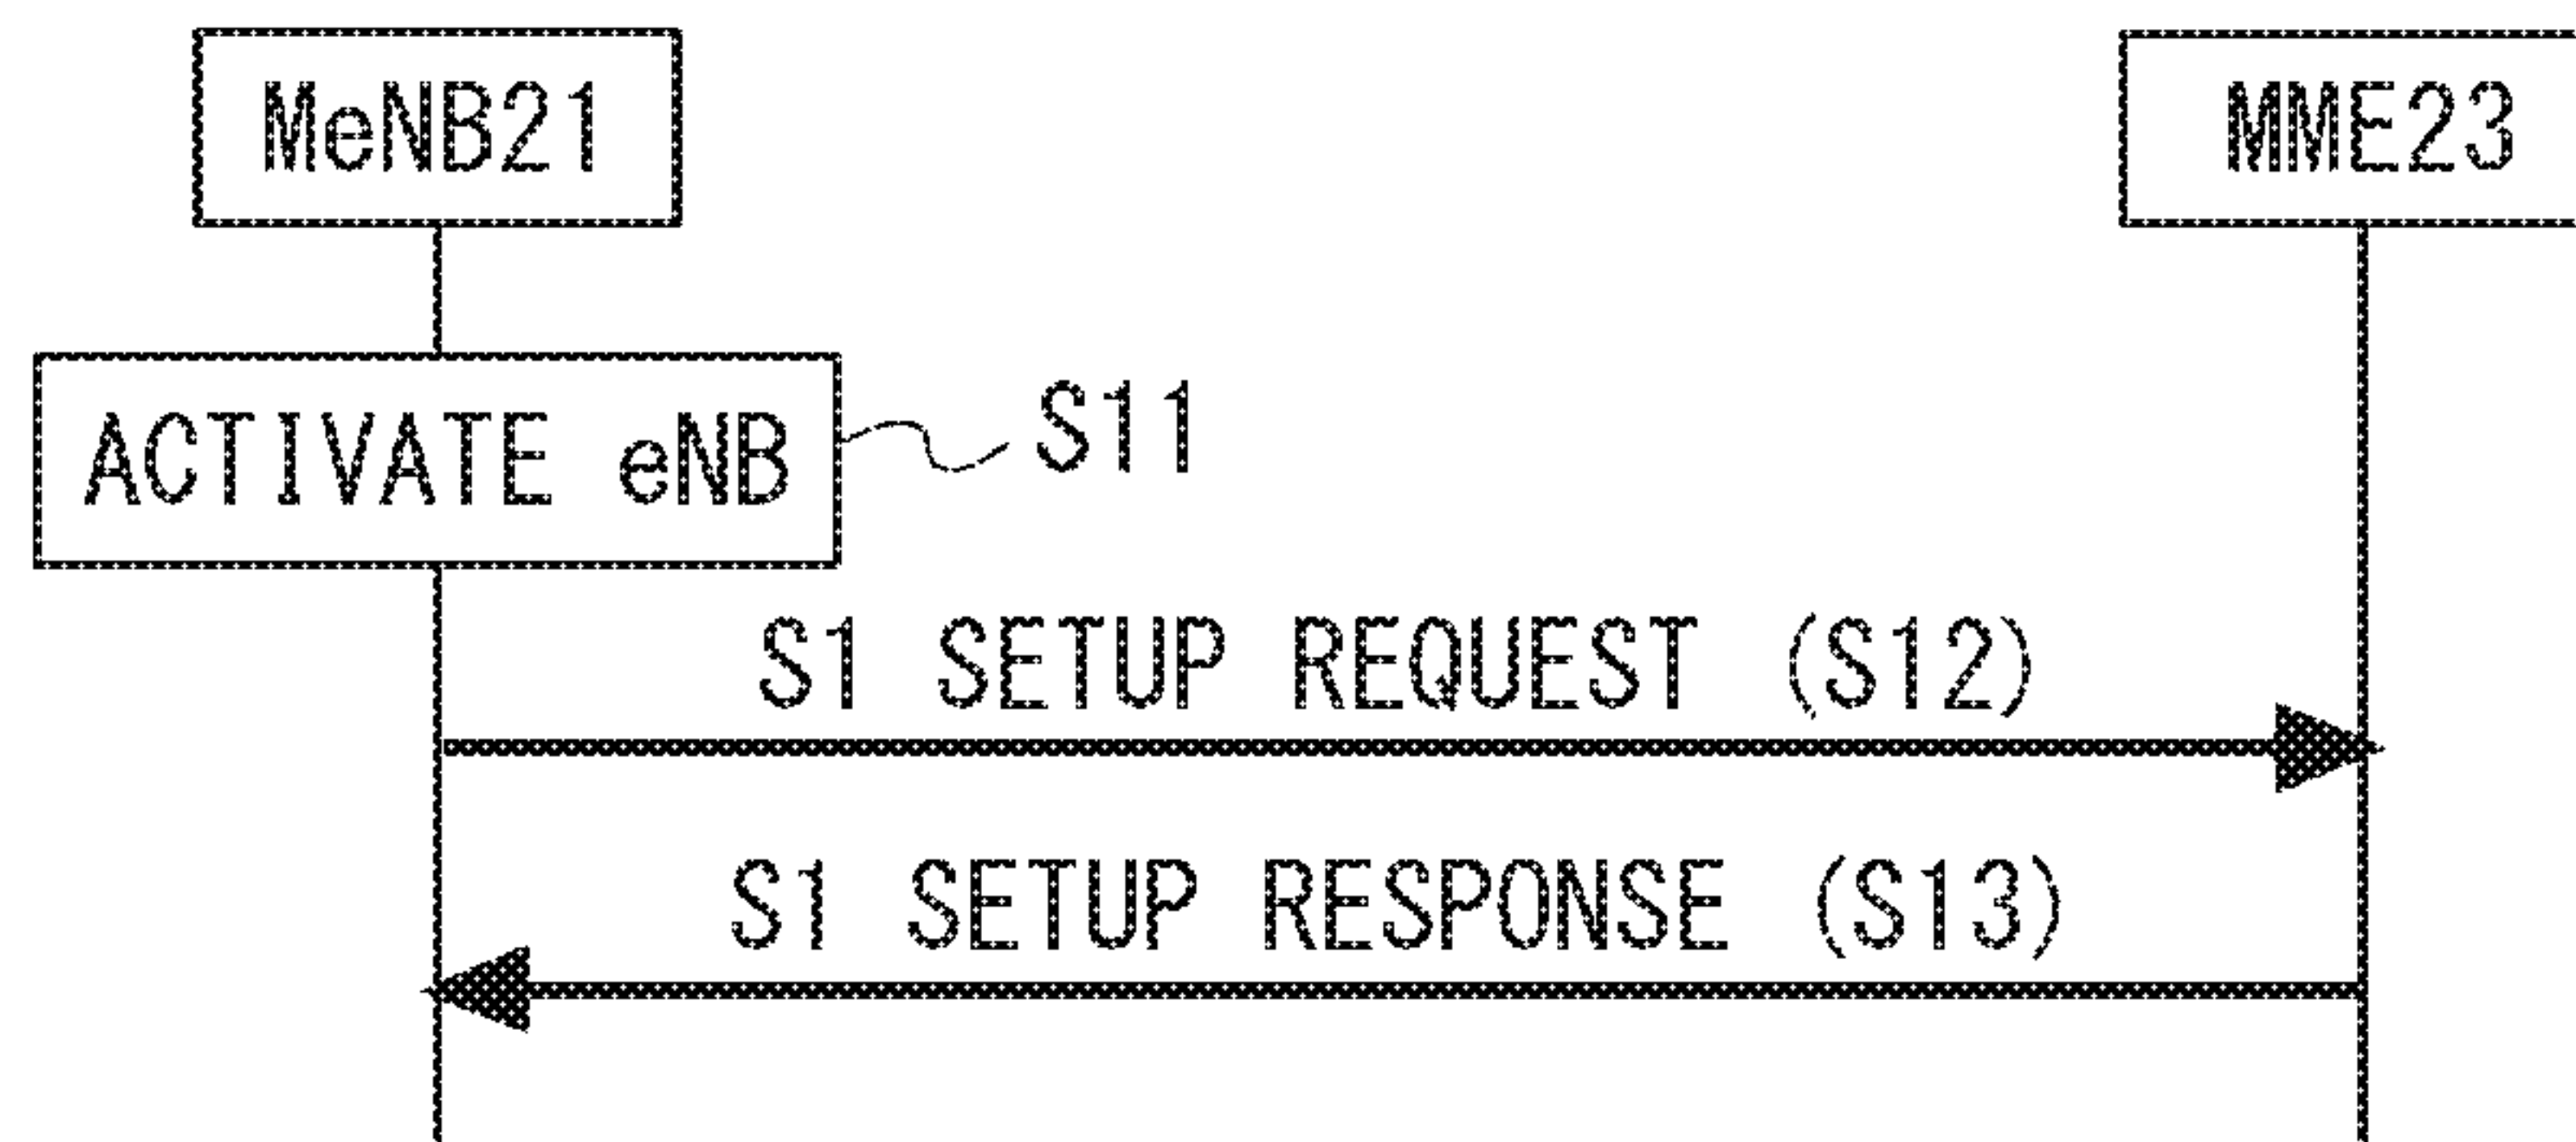 MeNB21
MME23
ACTIVATE eNB
S11
S1 SETUP REQUEST (S12)
S1 SETUP RESPONSE (S13)